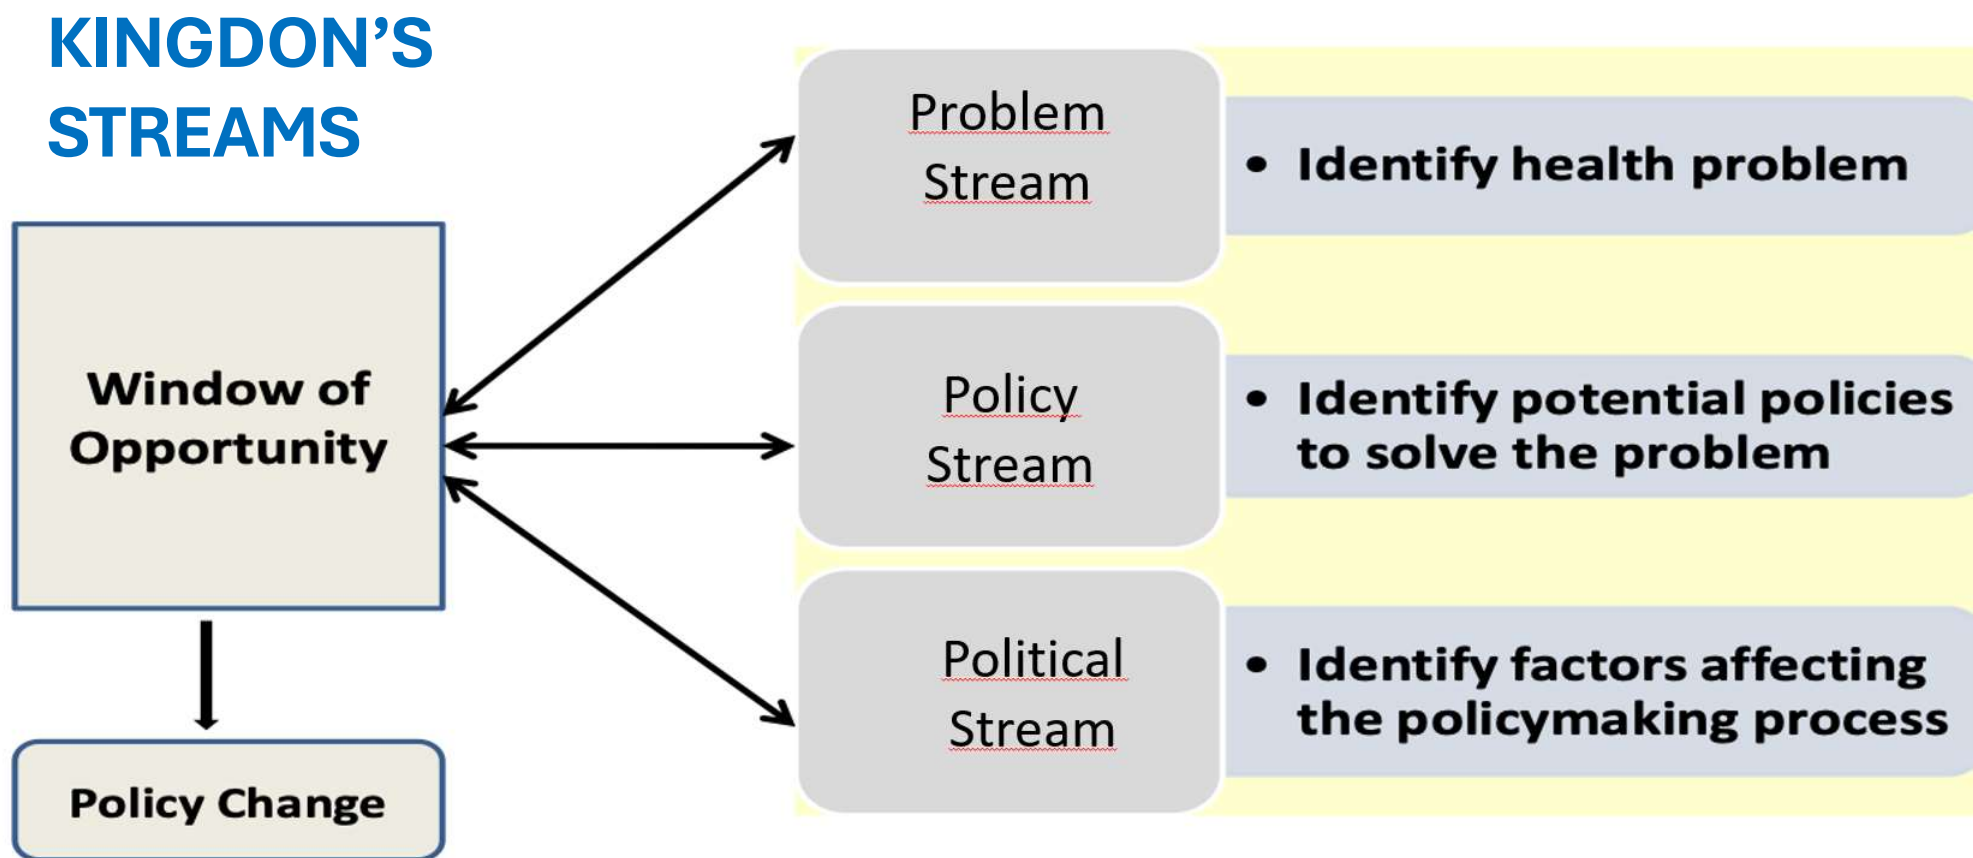 KINGDON’S
STREAMS
Problem
Stream
• Identify health problem
Window of
Opportunity
Policy
Stream
• Identify potential policies
to solve the problem
Political
Stream
• Identify factors affecting
the policymaking process
Policy Change